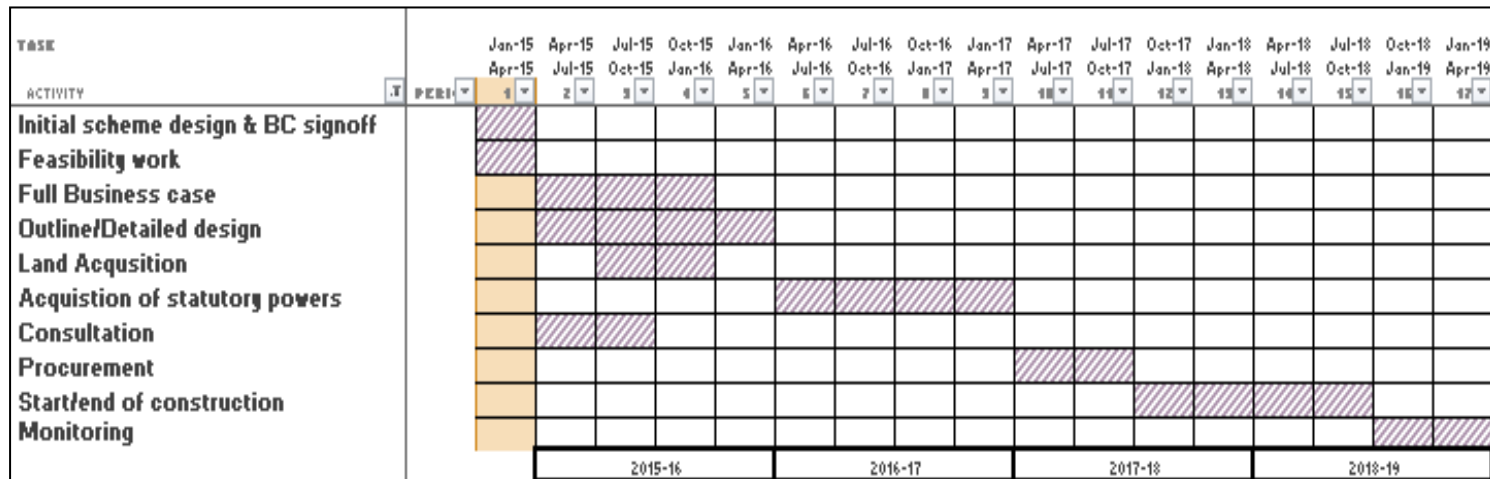 TASK Jan-15 Apr-15 Jul-15 Oct-15 Jan-16 Apr-16 Jul-16 Oct-16 Jan-17 Apr-17 Jul-17 Oct-17 Jan-18 Apr-18 Jul-18 Oct-18 Jan-19
Apr-15 Jul-15 Oct-15 Jan-16 Apr-16 Jul-16 Oct-16 Jan-17 Apr-17 Jul-17 Oct-17 Jan-18 Apr-18 Jul-18 Oct-18 Jan-19 Apr-19
ACTIVITY PERI 1 2 3 4 5 6 7 8 9 10 11 12 13 14 15 16 17
Initial scheme design & BC signoff
Feasibility work
Full Business case
Outline/Detailed design
Land Acqusition
Acquistion of statutory powers
Consultation
Procurement
Start/end of construction
Monitoring
2015-16 2016-17 2017-18 2018-19